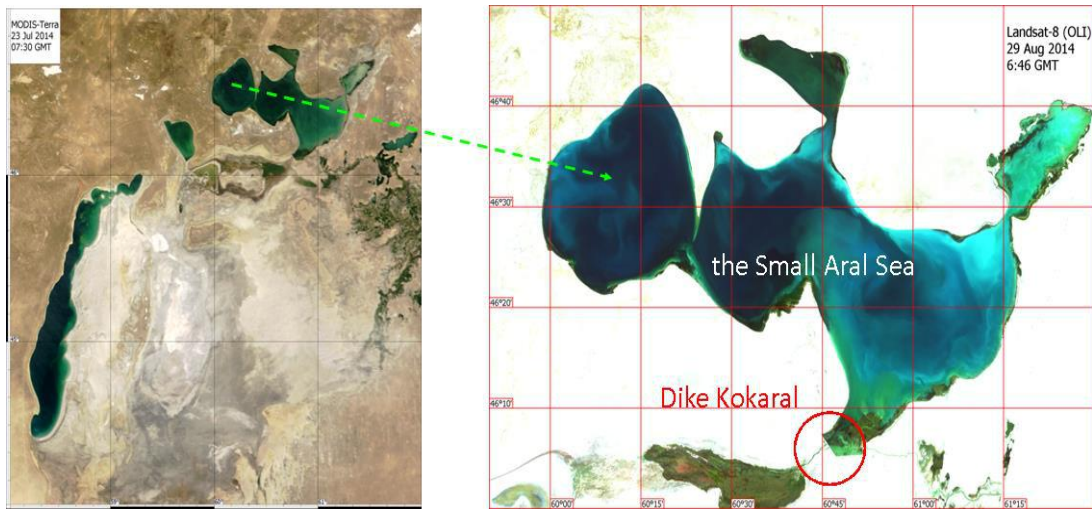 MODIS-Terra
23 Jul 2014
07:30 GMT
Landsat-8 (OLI)
29 Aug 2014
6:46 GMT
46°40'
46°30'
the Small Aral Sea
46°20'
Dike Kokaral
46°10'
60°00'
60°15'
60°30'
60°45'
61°00'
61°15'